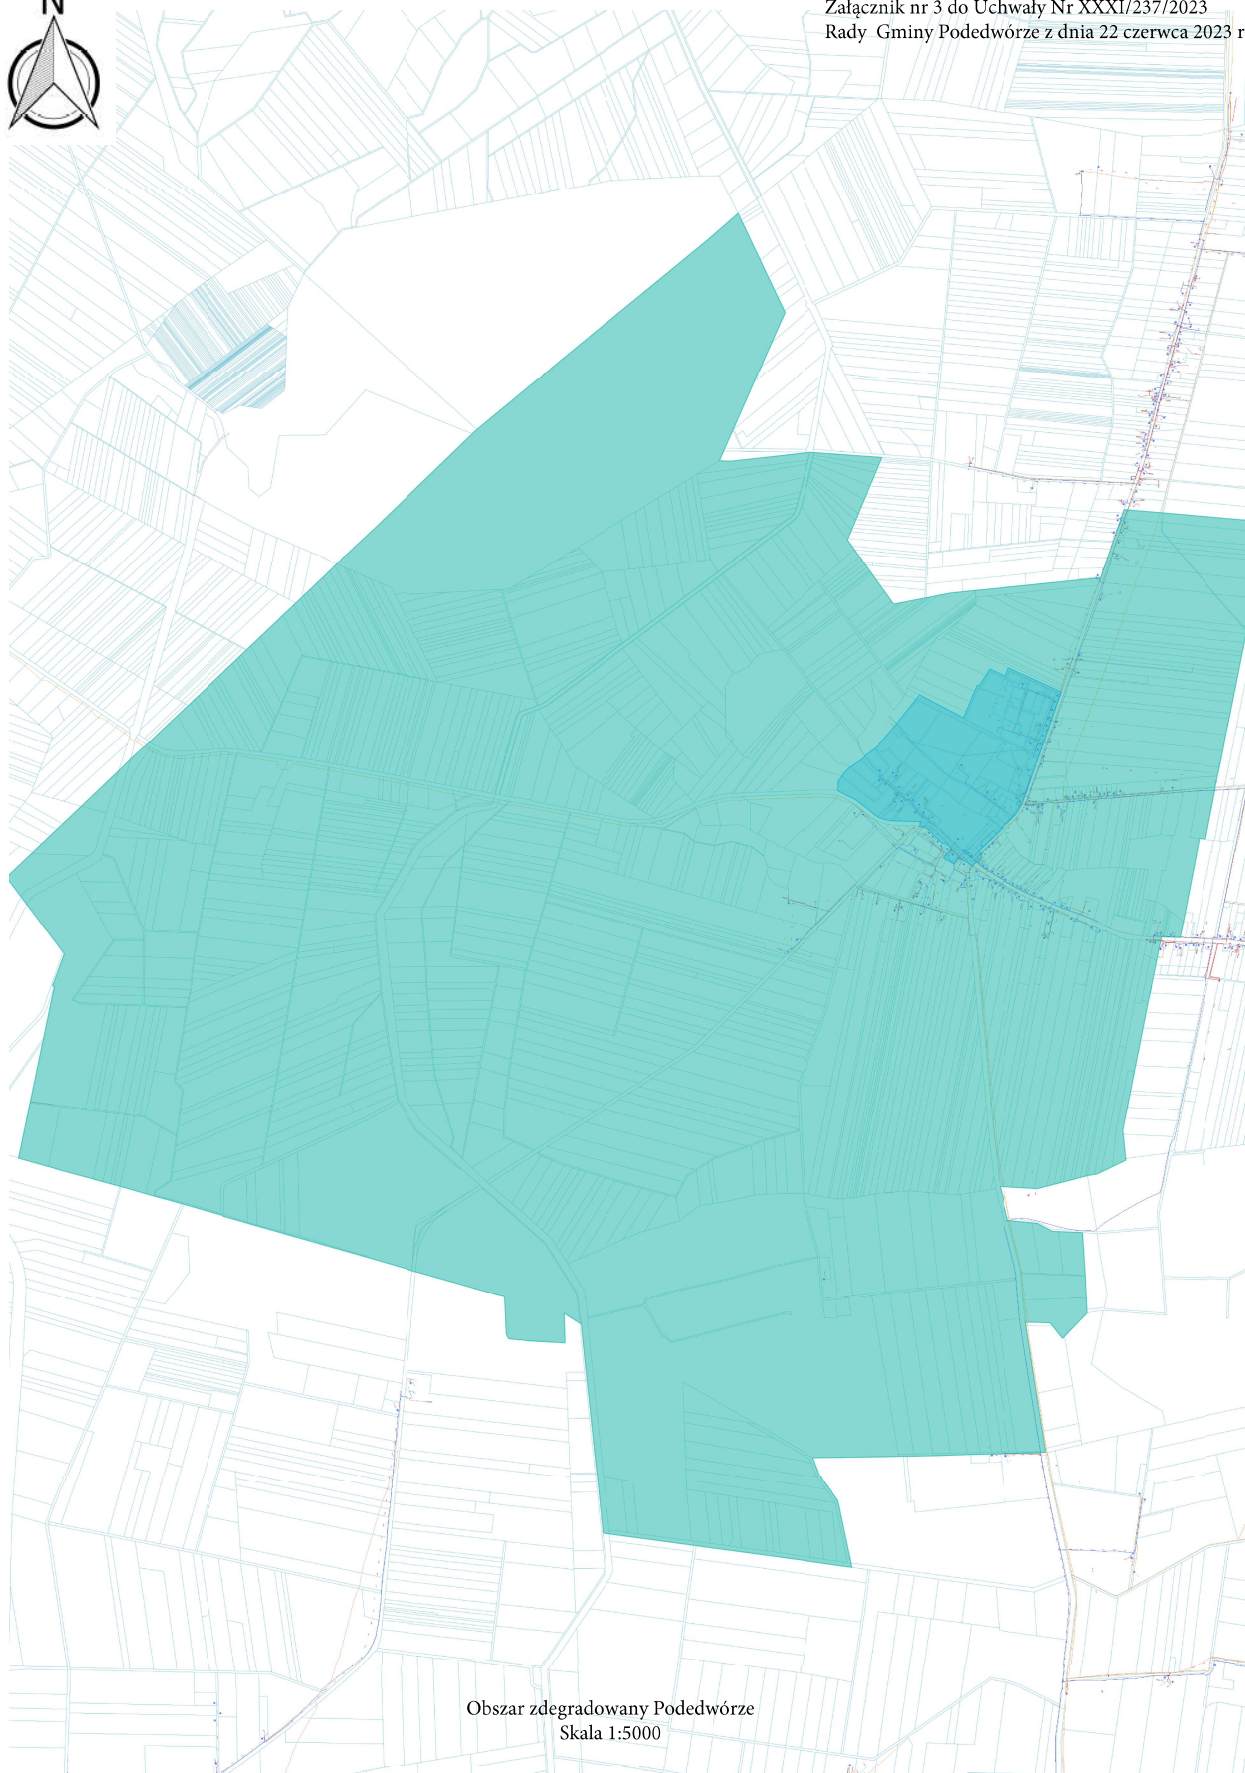 N
Załącznik nr 3 do Uchwały Nr XXXI/237/2023
Rady Gminy Podedwórze z dnia 22 czerwca 2023 r
Obszar zdegradowany Podedwórze
Skala 1:5000